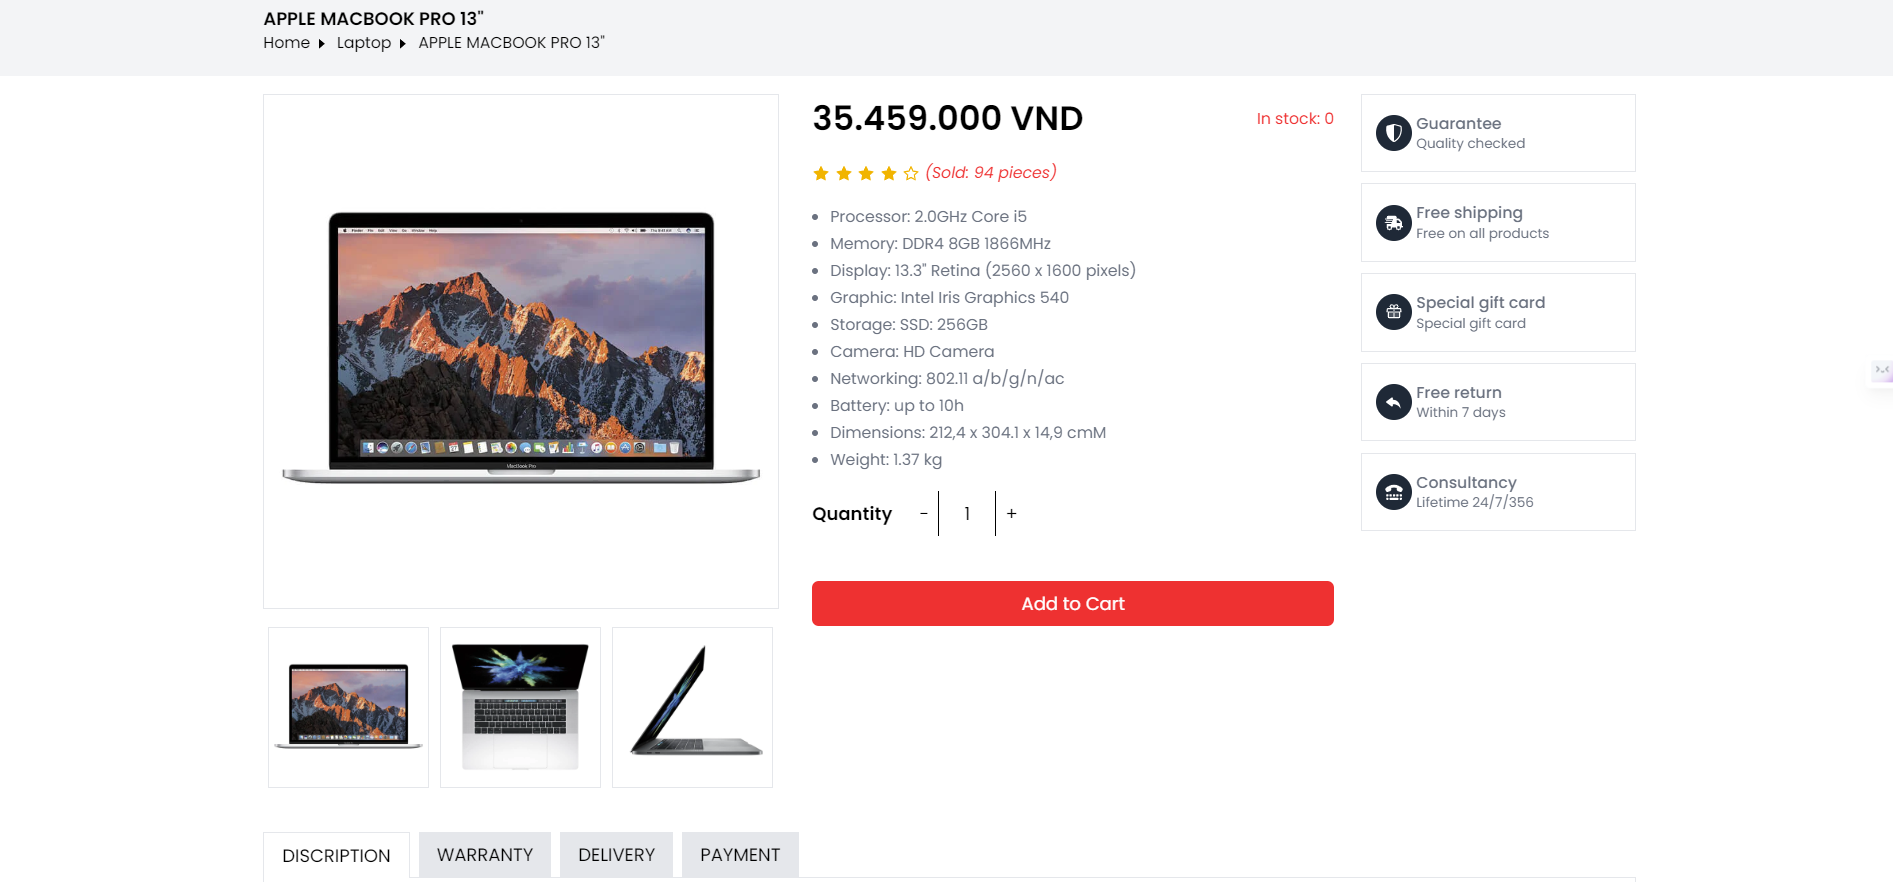 APPLE MACBOOK PRO 13"
Home Laptop APPLE MACBOOK PRO 13"
35.459.000 VND
In stock: 0
(Sold: 94 pieces)
Processor: 2.0GHz Core i5
Memory: DDR4 8GB 1866MHz
Display: 13.3" Retina (2560 x 1600 pixels)
Graphic: Intel Iris Graphics 540
Storage: SSD: 256GB
Camera: HD Camera
Networking: 802.11 a/b/g/n/ac
Battery: up to 10h
Dimensions: 212,4 x 304.1 x 14,9 cmM
Weight: 1.37 kg
Quantity - 1 +
Add to Cart
Guarantee
Quality checked
Free shipping
Free on all products
Special gift card
Special gift card
Free return
Within 7 days
Consultancy
Lifetime 24/7/356
MacBook Pro
DISCRIPTION WARRANTY DELIVERY PAYMENT